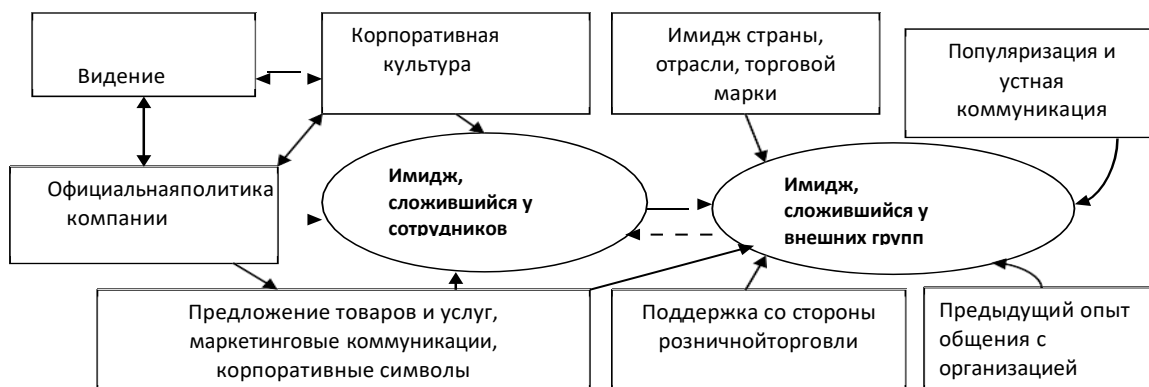 Видение
Корпоративная
культура
Имидж страны,
отрасли, торговой
марки
Популяризация и
устная
коммуникация
Официальнаяполитика
компании
Имидж,
сложившийся у
сотрудников
Имидж,
сложившийся у
внешних групп
Предложение товаров и услуг,
маркетинговые коммуникации,
корпоративные символы
Поддержка со стороны
розничнойторговли
Предыдущий опыт
общения с
организацией